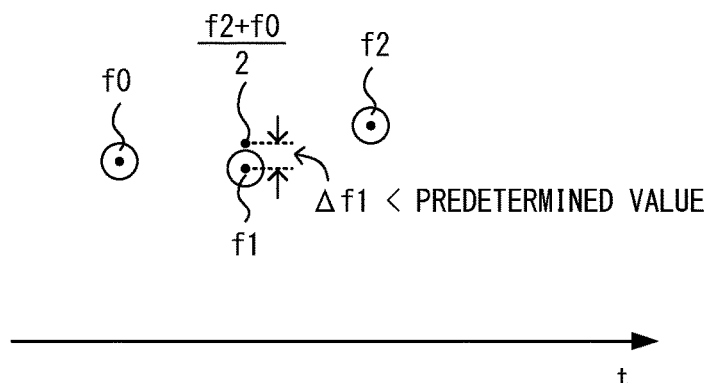 f2+f0
2
f2
f0
Δf1 < PREDETERMINED VALUE
f1
t